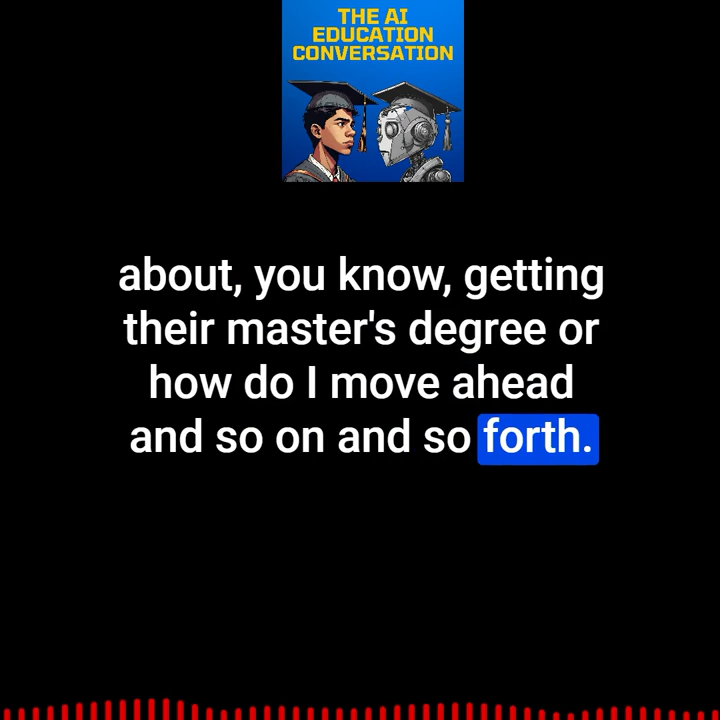 THE AI
EDUCATION
CONVERSATION
about, you know, getting
their master's degree or
how do I move ahead
and so on and so forth.